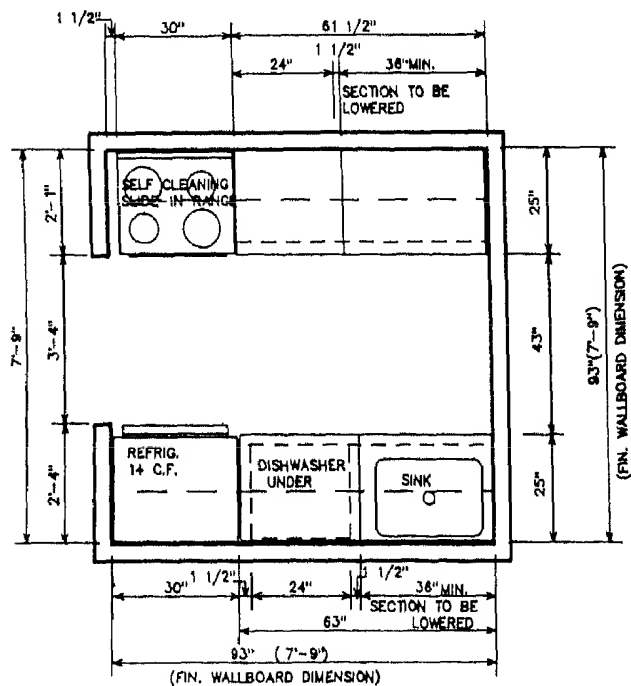 1 1/2"
30"
61 1/2"
1 1/2"
24"
36"MIN.
SECTION TO BE
LOWERED
SELF CLEANING
SLIDE-IN RANGE
2'-1"
25"
7'-9"
3'-4"
43"
93"(7'-9")
(FIN. WALLBOARD DIMENSION)
2'-4"
REFRIG.
14 C.F.
DISHWASHER
UNDER
SINK
25"
1 1/2"
1 1/2"
30"
24"
36"MIN.
SECTION TO BE
LOWERED
63"
93" (7'-9")
(FIN. WALLBOARD DIMENSION)